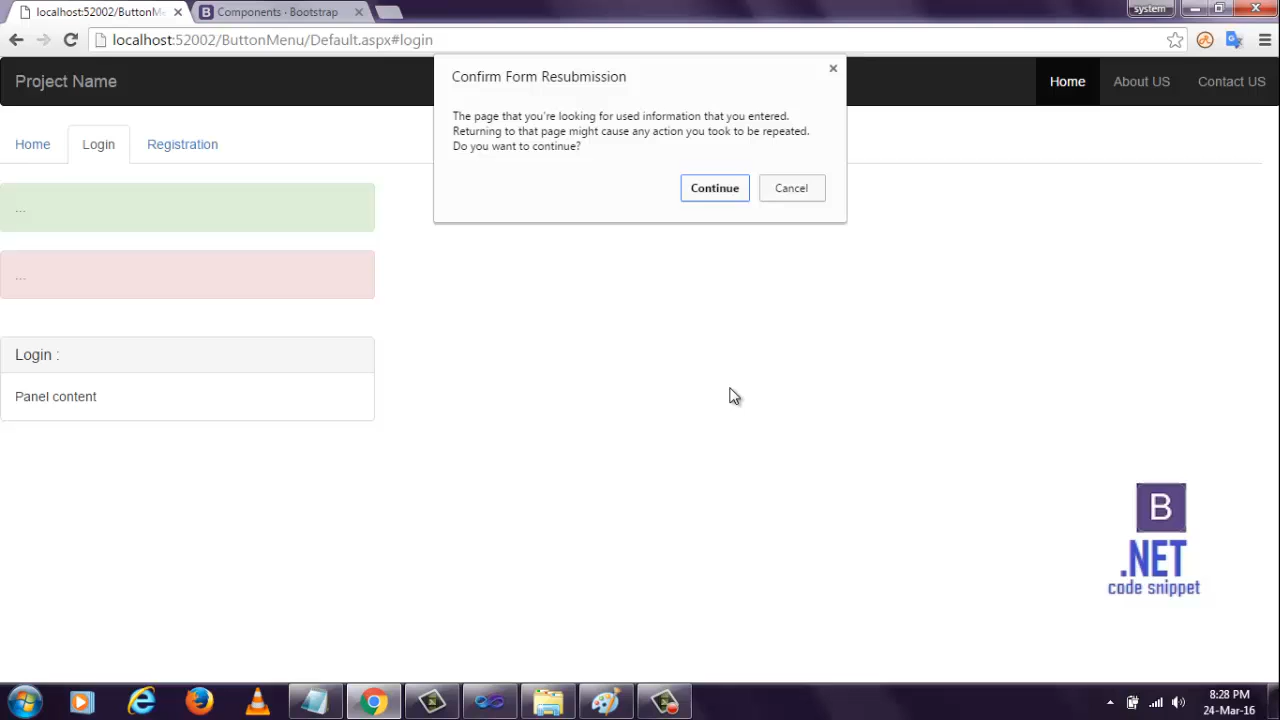 localhost:52002/ButtonMe
Components · Bootstrap
system
localhost:52002/ButtonMenu/Default.aspx#login
Project Name
Home
About US
Contact US
Confirm Form Resubmission
The page that you're looking for used information that you entered.
Returning to that page might cause any action you took to be repeated.
Do you want to continue?
Continue
Cancel
Home
Login
Registration
...
...
Login :
Panel content
B
.NET
code snippet
8:28 PM
24-Mar-16